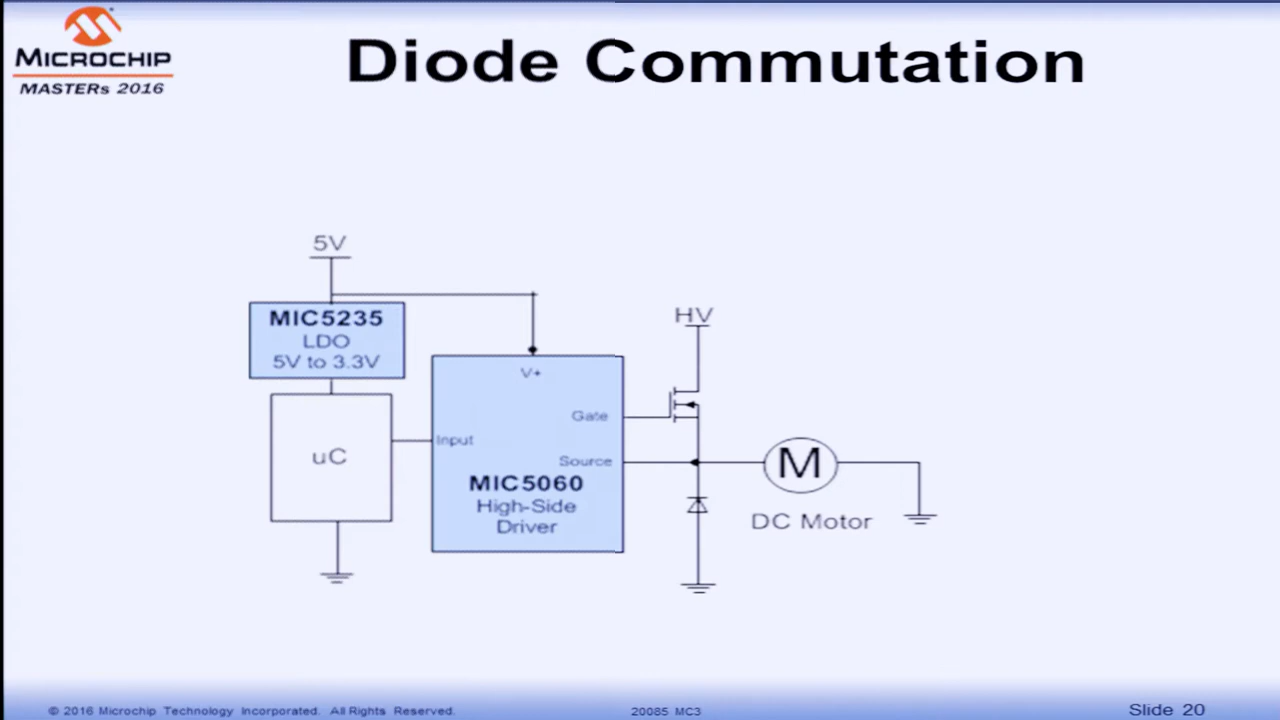 MICROCHIP
MASTERs 2016
Diode Commutation
5V
MIC5235
LDO
5V to 3.3V
HV
V+
Gate
uC
Input
Source
M
MIC5060
High-Side
Driver
DC Motor
© 2016 Microchip Technology Incorporated. All Rights Reserved.
20085 MC3
Slide 20